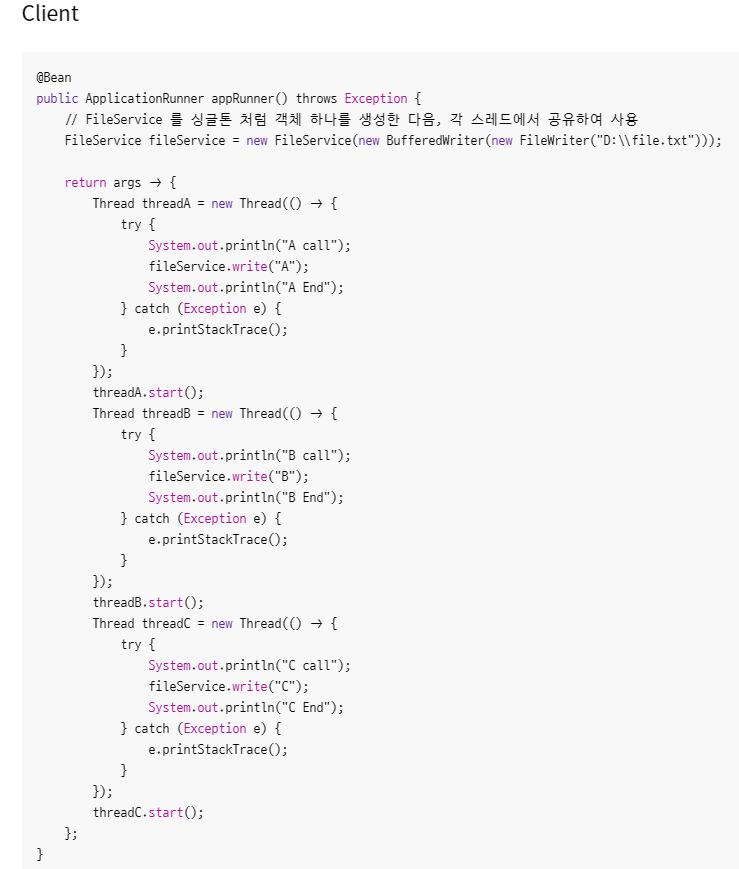 Client
@Bean
public ApplicationRunner appRunner() throws Exception {
    // FileService 를 싱글톤 처럼 객체 하나를 생성한 다음, 각 스레드에서 공유하여 사용
    FileService fileService = new FileService(new BufferedWriter(new FileWriter("D:\\file.txt")));
    return args → {
        Thread threadA = new Thread(() → {
            try {
                System.out.println("A call");
                fileService.write("A");
                System.out.println("A End");
            } catch (Exception e) {
                e.printStackTrace();
            }
        });
        threadA.start();
        Thread threadB = new Thread(() → {
            try {
                System.out.println("B call");
                fileService.write("B");
                System.out.println("B End");
            } catch (Exception e) {
                e.printStackTrace();
            }
        });
        threadB.start();
        Thread threadC = new Thread(() → {
            try {
                System.out.println("C call");
                fileService.write("C");
                System.out.println("C End");
            } catch (Exception e) {
                e.printStackTrace();
            }
        });
        threadC.start();
    };
}